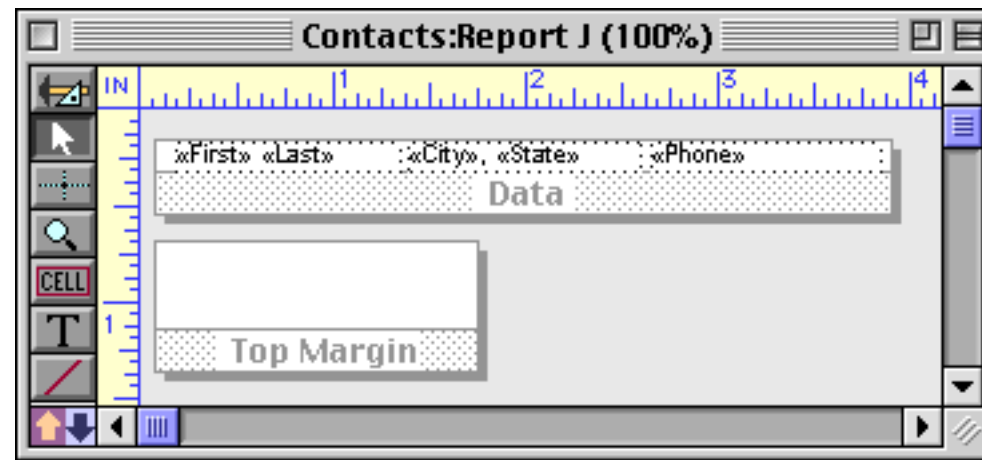 Contacts:Report J (100%)
IN 1 2 3 4
«First» «Last» «City», «State» «Phone»
Data
CELL
T 1
Top Margin